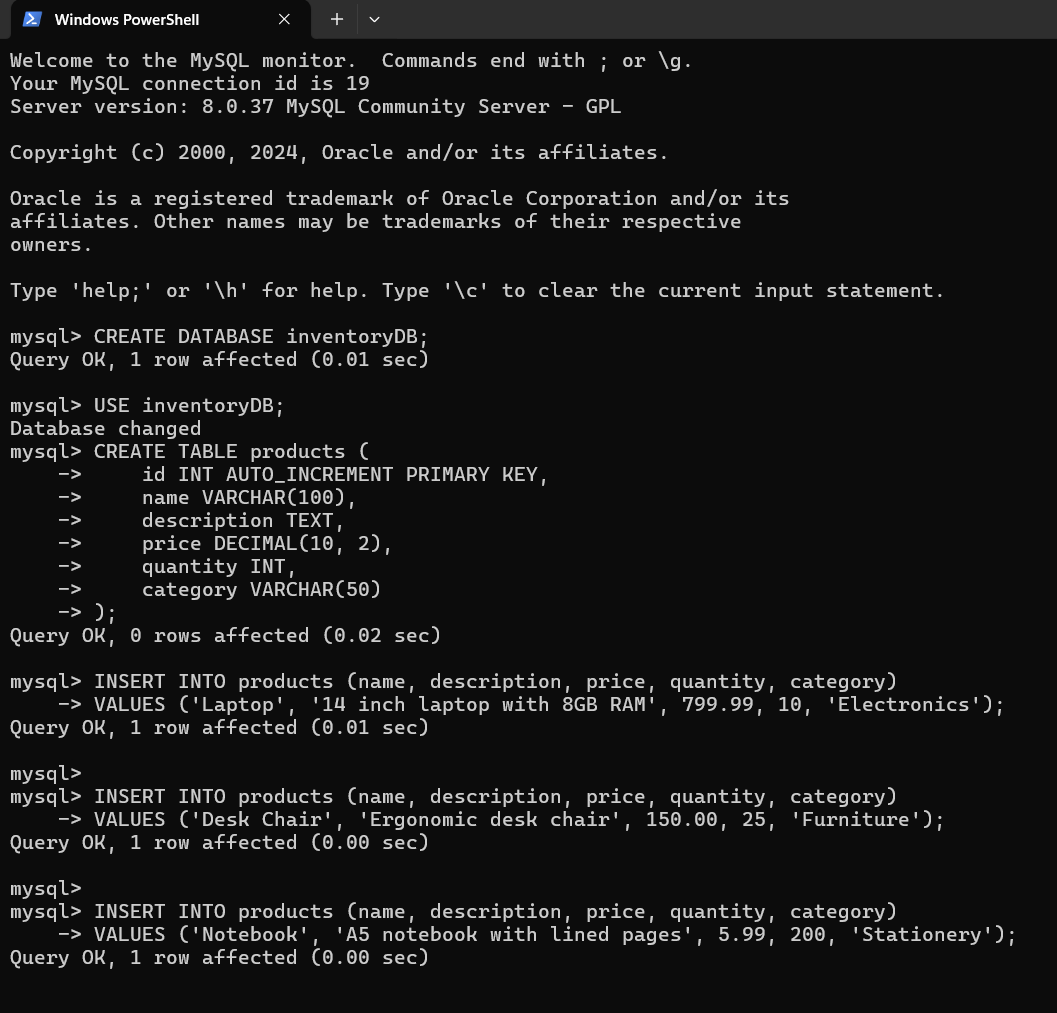 Windows PowerShell
Welcome to the MySQL monitor.  Commands end with ; or \g.
Your MySQL connection id is 19
Server version: 8.0.37 MySQL Community Server - GPL

Copyright (c) 2000, 2024, Oracle and/or its affiliates.

Oracle is a registered trademark of Oracle Corporation and/or its
affiliates. Other names may be trademarks of their respective
owners.

Type 'help;' or '\h' for help. Type '\c' to clear the current input statement.

mysql> CREATE DATABASE inventoryDB;
Query OK, 1 row affected (0.01 sec)

mysql> USE inventoryDB;
Database changed
mysql> CREATE TABLE products (
    ->     id INT AUTO_INCREMENT PRIMARY KEY,
    ->     name VARCHAR(100),
    ->     description TEXT,
    ->     price DECIMAL(10, 2),
    ->     quantity INT,
    ->     category VARCHAR(50)
    -> );
Query OK, 0 rows affected (0.02 sec)

mysql> INSERT INTO products (name, description, price, quantity, category)
    -> VALUES ('Laptop', '14 inch laptop with 8GB RAM', 799.99, 10, 'Electronics');
Query OK, 1 row affected (0.01 sec)

mysql>
mysql> INSERT INTO products (name, description, price, quantity, category)
    -> VALUES ('Desk Chair', 'Ergonomic desk chair', 150.00, 25, 'Furniture');
Query OK, 1 row affected (0.00 sec)

mysql>
mysql> INSERT INTO products (name, description, price, quantity, category)
    -> VALUES ('Notebook', 'A5 notebook with lined pages', 5.99, 200, 'Stationery');
Query OK, 1 row affected (0.00 sec)